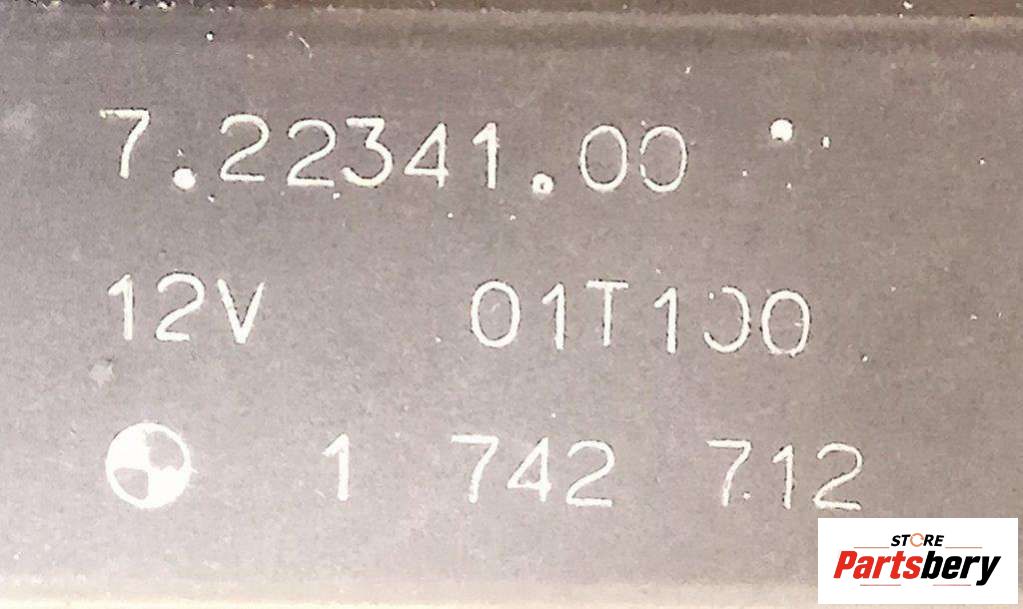 7.22341.00
12V 01T100
1 742 712
STORE
Partsbery